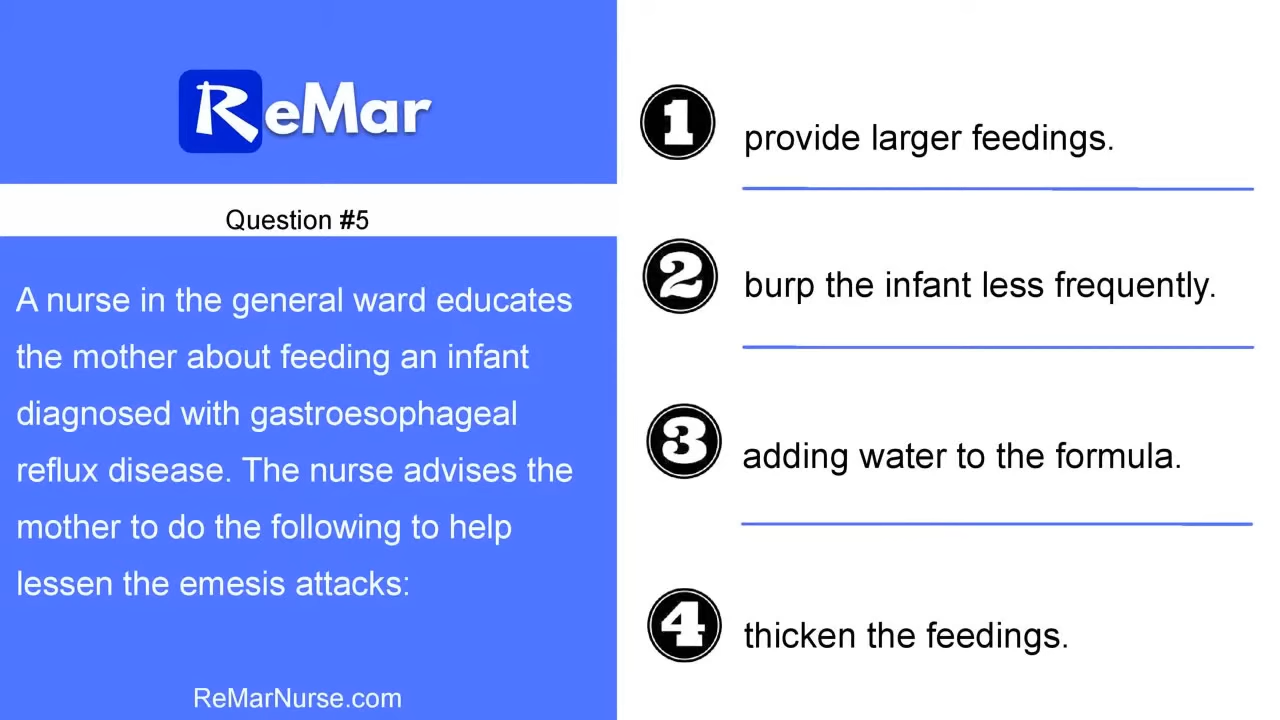 ReMar
Question #5
A nurse in the general ward educates
the mother about feeding an infant
diagnosed with gastroesophageal
reflux disease. The nurse advises the
mother to do the following to help
lessen the emesis attacks:
ReMarNurse.com
1 provide larger feedings.
2 burp the infant less frequently.
3 adding water to the formula.
4 thicken the feedings.